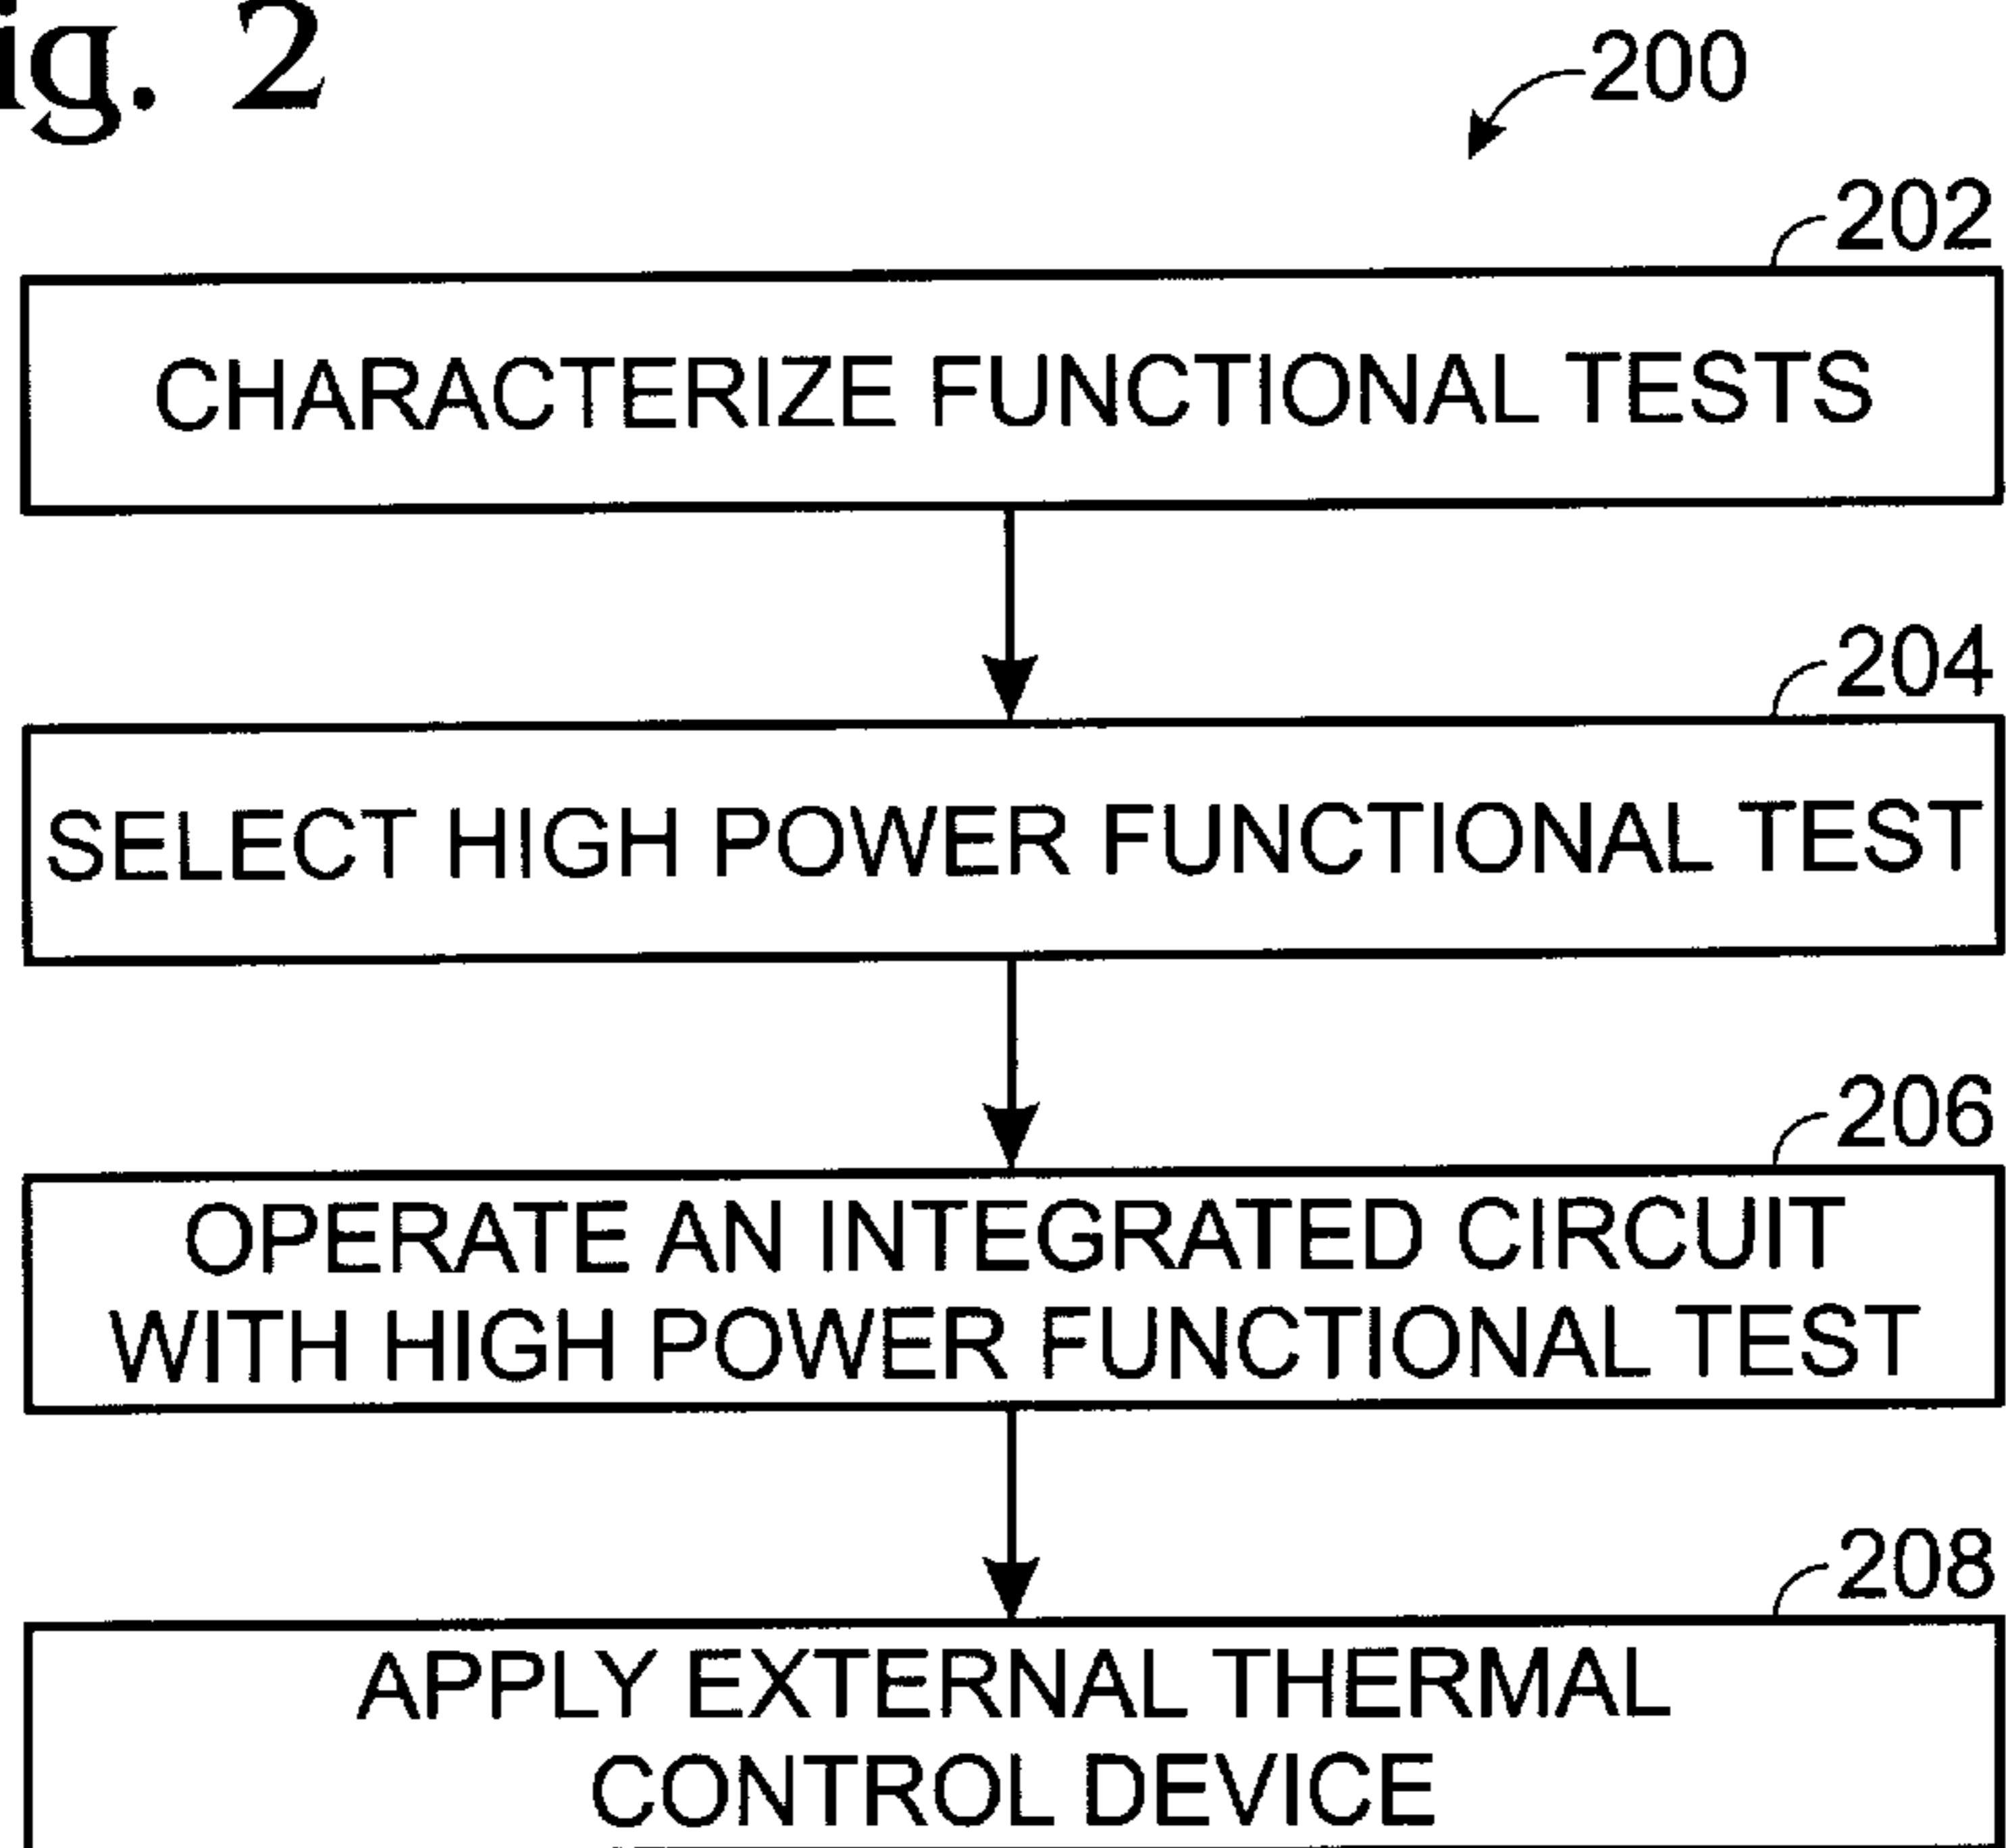 ig. 2
200
202
CHARACTERIZE FUNCTIONAL TESTS
204
SELECT HIGH POWER FUNCTIONAL TEST
206
OPERATE AN INTEGRATED CIRCUIT
WITH HIGH POWER FUNCTIONAL TEST
208
APPLY EXTERNAL THERMAL
CONTROL DEVICE